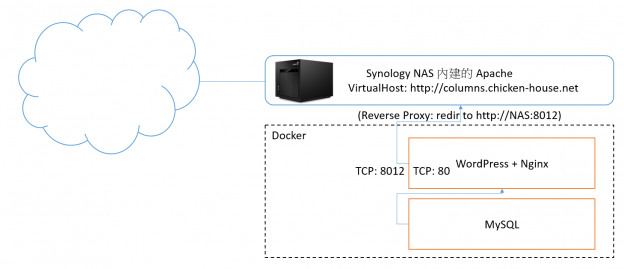 Synology NAS 內建的 Apache
VirtualHost: http://columns.chicken-house.net
(Reverse Proxy: redir to http://NAS:8012)
Docker
TCP: 8012
TCP: 80
WordPress + Nginx
MySQL